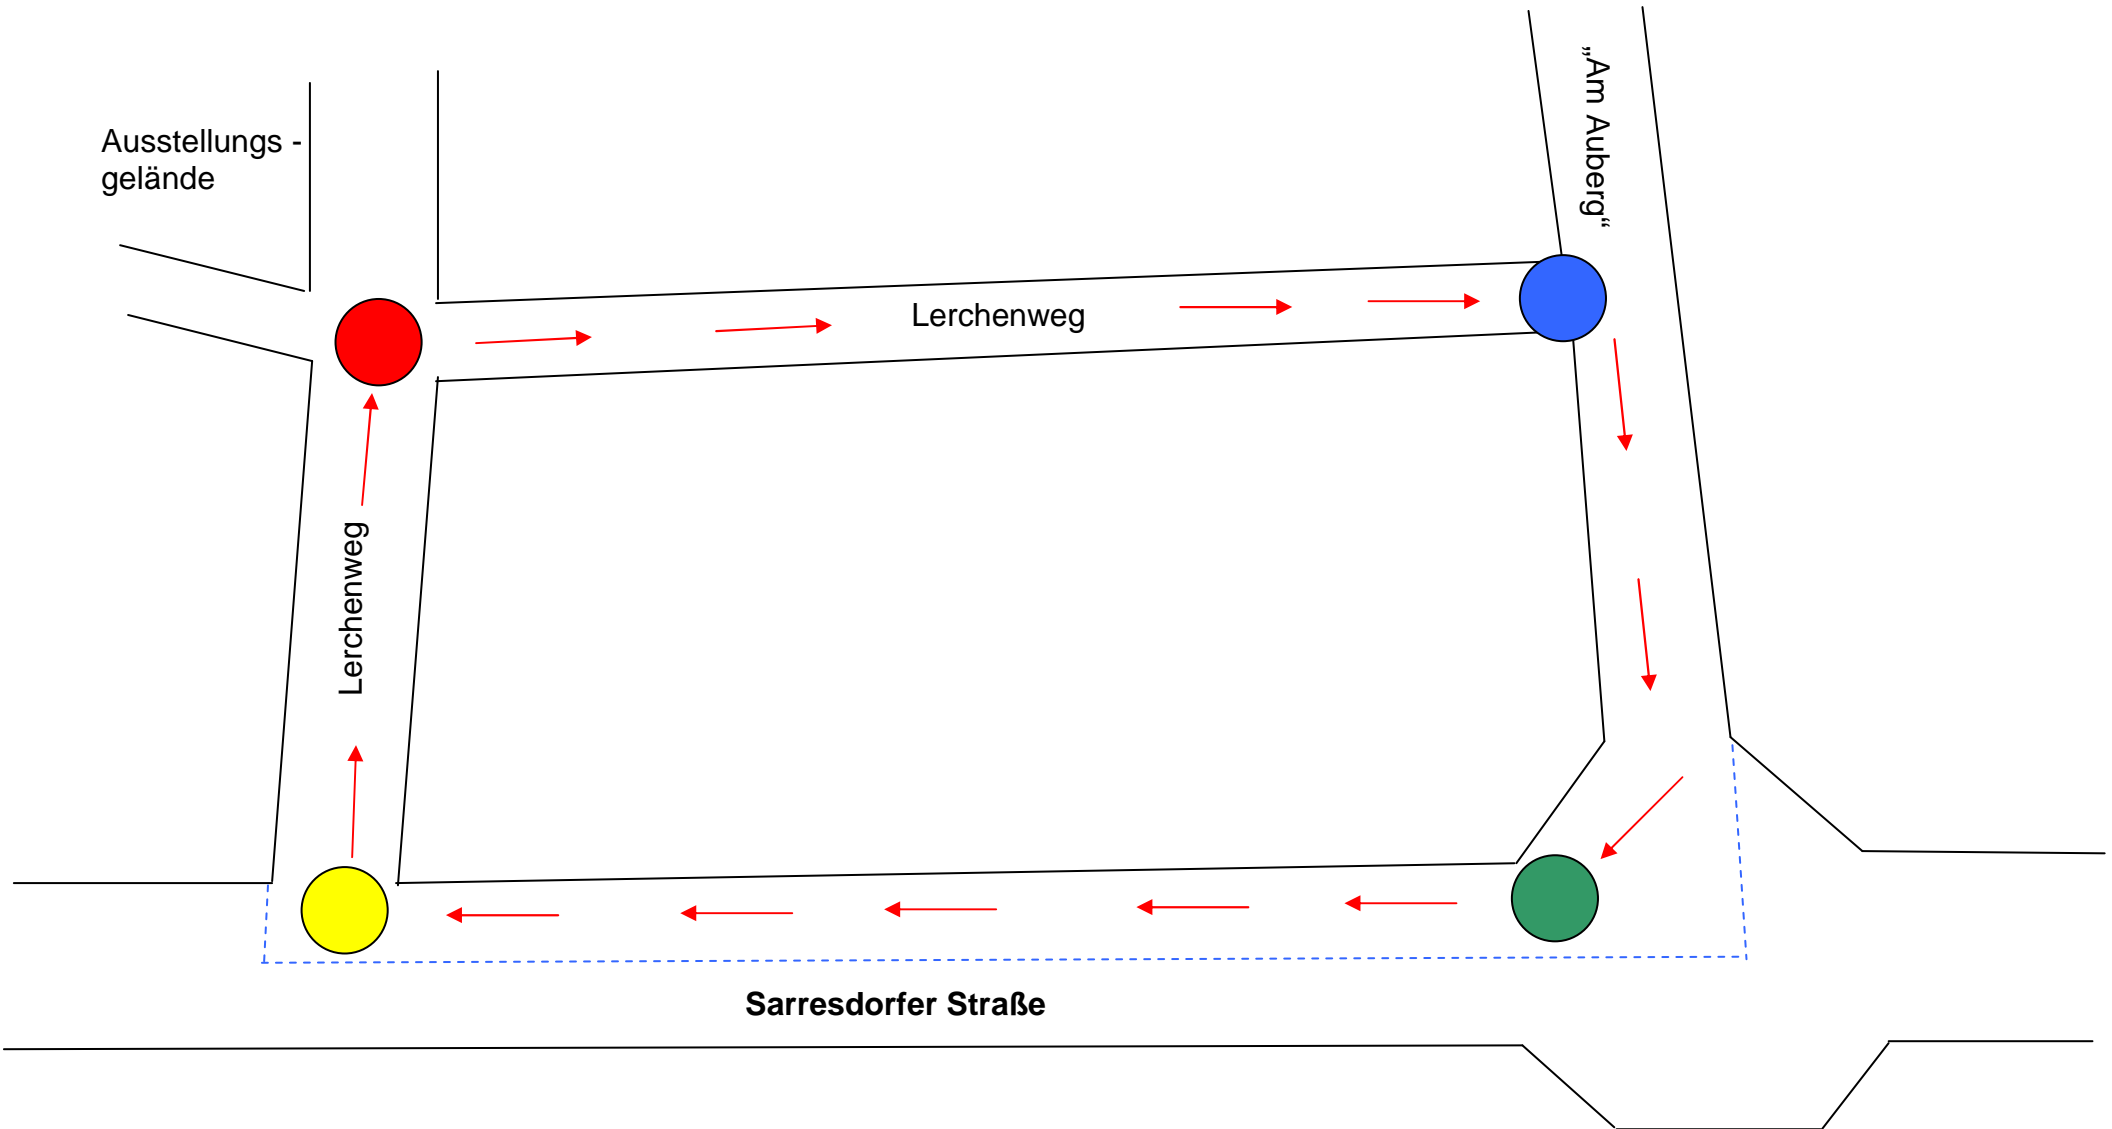 „Am Auberg“
Ausstellungs -
gelände
Lerchenweg
Lerchenweg
Sarresdorfer Straße